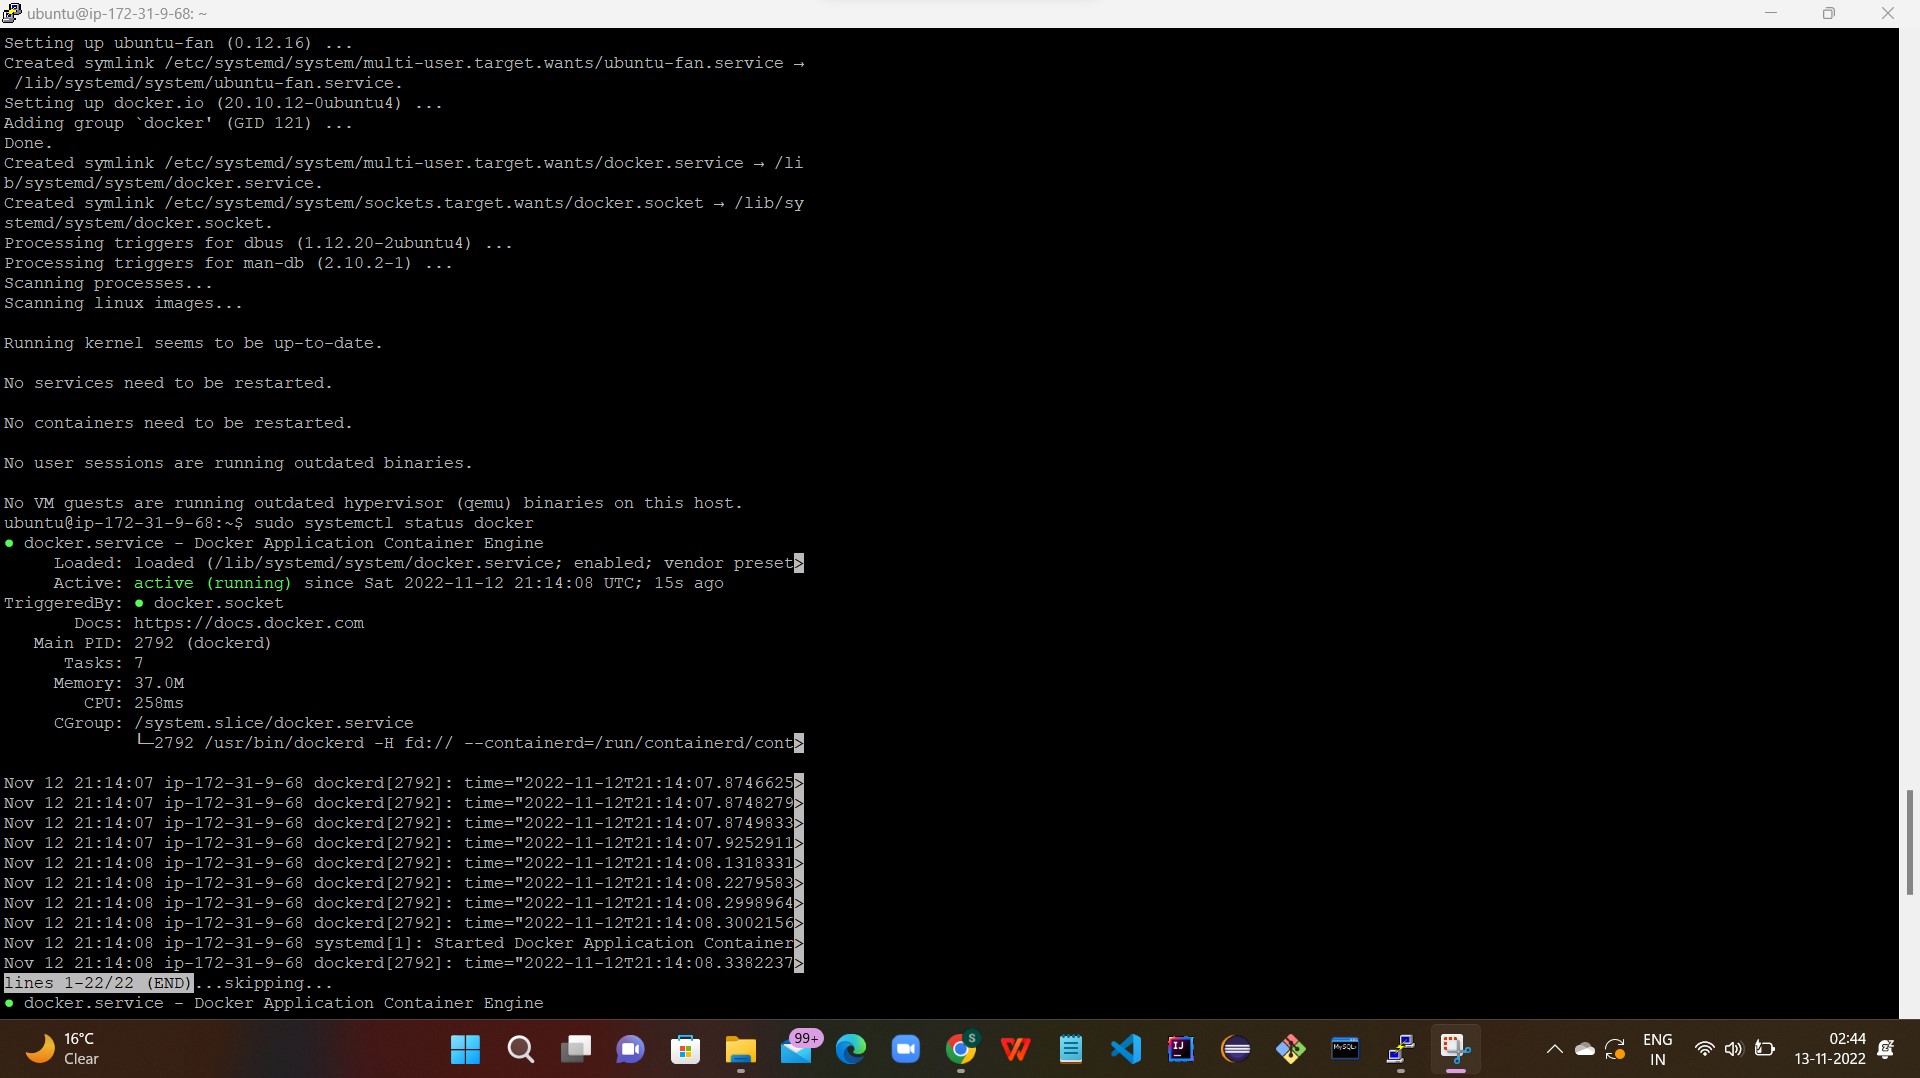 ubuntu@ip-172-31-9-68: ~
Setting up ubuntu-fan (0.12.16) ...
Created symlink /etc/systemd/system/multi-user.target.wants/ubuntu-fan.service →
/lib/systemd/system/ubuntu-fan.service.
Setting up docker.io (20.10.12-0ubuntu4) ...
Adding group `docker' (GID 121) ...
Done.
Created symlink /etc/systemd/system/multi-user.target.wants/docker.service → /li
b/systemd/system/docker.service.
Created symlink /etc/systemd/system/sockets.target.wants/docker.socket → /lib/sy
stemd/system/docker.socket.
Processing triggers for dbus (1.12.20-2ubuntu4) ...
Processing triggers for man-db (2.10.2-1) ...
Scanning processes...
Scanning linux images...
Running kernel seems to be up-to-date.
No services need to be restarted.
No containers need to be restarted.
No user sessions are running outdated binaries.
No VM guests are running outdated hypervisor (qemu) binaries on this host.
ubuntu@ip-172-31-9-68:~$ sudo systemctl status docker
● docker.service - Docker Application Container Engine
Loaded: loaded (/lib/systemd/system/docker.service; enabled; vendor preset>
Active: active (running) since Sat 2022-11-12 21:14:08 UTC; 15s ago
TriggeredBy: ● docker.socket
Docs: https://docs.docker.com
Main PID: 2792 (dockerd)
Tasks: 7
Memory: 37.0M
CPU: 258ms
CGroup: /system.slice/docker.service
└─2792 /usr/bin/dockerd -H fd:// --containerd=/run/containerd/cont>
Nov 12 21:14:07 ip-172-31-9-68 dockerd[2792]: time="2022-11-12T21:14:07.8746625>
Nov 12 21:14:07 ip-172-31-9-68 dockerd[2792]: time="2022-11-12T21:14:07.8748279>
Nov 12 21:14:07 ip-172-31-9-68 dockerd[2792]: time="2022-11-12T21:14:07.8749833>
Nov 12 21:14:07 ip-172-31-9-68 dockerd[2792]: time="2022-11-12T21:14:07.9252911>
Nov 12 21:14:08 ip-172-31-9-68 dockerd[2792]: time="2022-11-12T21:14:08.1318331>
Nov 12 21:14:08 ip-172-31-9-68 dockerd[2792]: time="2022-11-12T21:14:08.2279583>
Nov 12 21:14:08 ip-172-31-9-68 dockerd[2792]: time="2022-11-12T21:14:08.2998964>
Nov 12 21:14:08 ip-172-31-9-68 dockerd[2792]: time="2022-11-12T21:14:08.3002156>
Nov 12 21:14:08 ip-172-31-9-68 systemd[1]: Started Docker Application Container>
Nov 12 21:14:08 ip-172-31-9-68 dockerd[2792]: time="2022-11-12T21:14:08.3382237>
lines 1-22/22 (END)...skipping...
● docker.service - Docker Application Container Engine
16°C
Clear
99+
S
IJ
MySQL
ENG
IN
02:44
13-11-2022